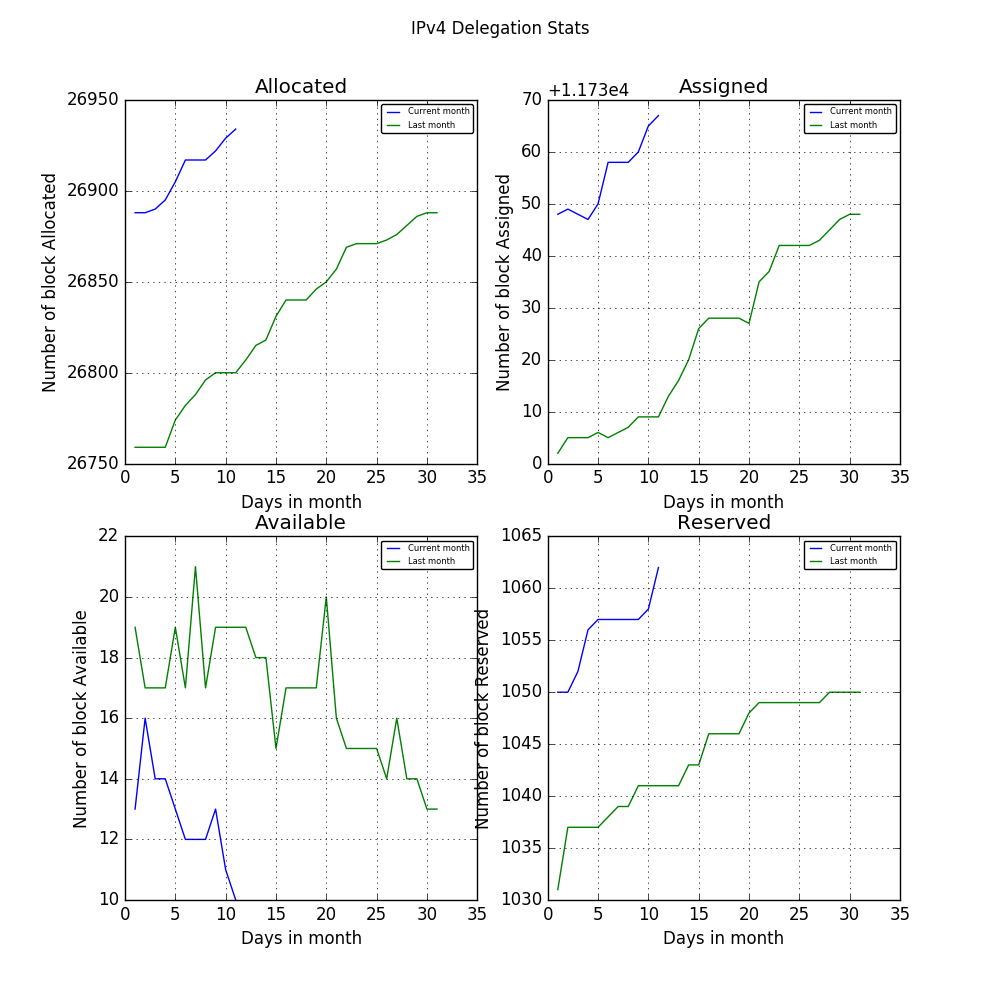 IPv4 Delegation Stats
Allocated
Number of block Allocated
26950
26900
26850
26800
26750
Current month
Last month
0 5 10 15 20 25 30 35
Days in month
+1.173e4
Assigned
Number of block Assigned
70
60
50
40
30
20
10
0
Current month
Last month
0 5 10 15 20 25 30 35
Days in month
Available
Number of block Available
22
20
18
16
14
12
10
Current month
Last month
0 5 10 15 20 25 30 35
Days in month
Reserved
Number of block Reserved
1065
1060
1055
1050
1045
1040
1035
1030
Current month
Last month
0 5 10 15 20 25 30 35
Days in month